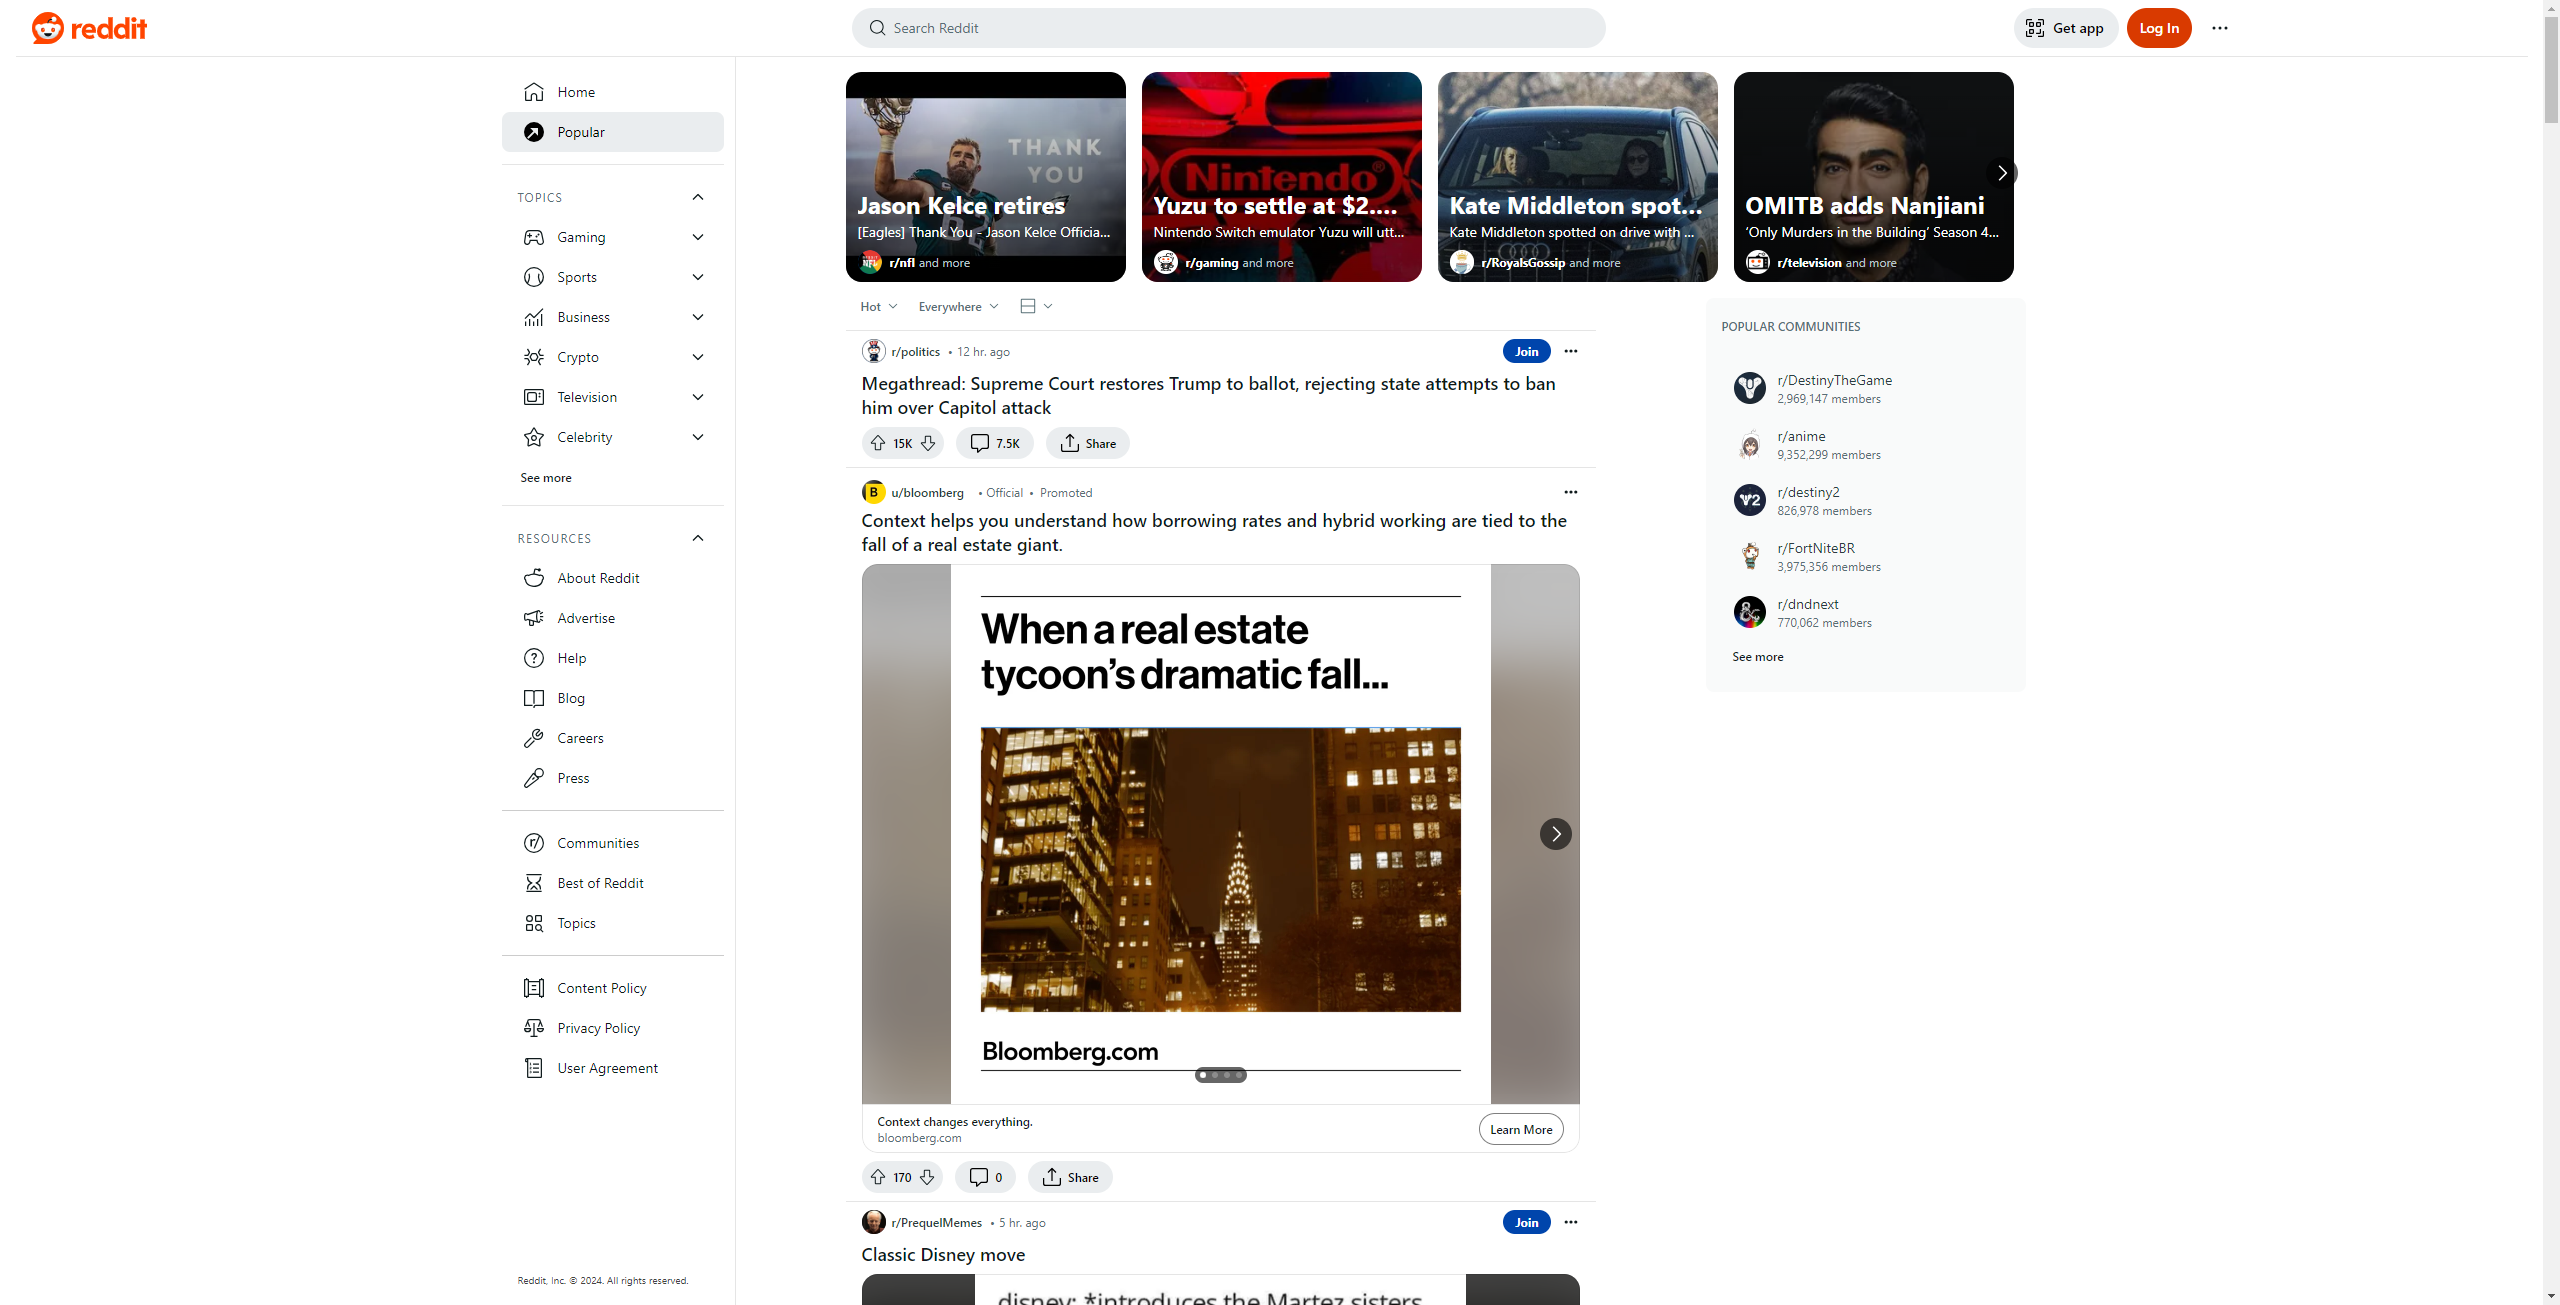 reddit
Search Reddit
Get app
Log In
Home
Popular
TOPICS
Gaming
Sports
Business
Crypto
Television
Celebrity
See more
RESOURCES
About Reddit
Advertise
Help
Blog
Careers
Press
Communities
Best of Reddit
Topics
Content Policy
Privacy Policy
User Agreement
Reddit, Inc. © 2024. All rights reserved.
THANK
YOU
Jason Kelce retires
[Eagles] Thank You - Jason Kelce Officia...
NFL
r/nfl and more
Nintendo®
Yuzu to settle at $2....
Nintendo Switch emulator Yuzu will utt...
r/gaming and more
Kate Middleton spot...
Kate Middleton spotted on drive with ...
r/RoyalsGossip and more
OMITB adds Nanjiani
‘Only Murders in the Building’ Season 4...
r/television and more
Hot
Everywhere
r/politics • 12 hr. ago
Join
Megathread: Supreme Court restores Trump to ballot, rejecting state attempts to ban
him over Capitol attack
15K
7.5K
Share
B
u/bloomberg • Official • Promoted
Context helps you understand how borrowing rates and hybrid working are tied to the
fall of a real estate giant.
When a real estate
tycoon’s dramatic fall...
Bloomberg.com
Context changes everything.
bloomberg.com
Learn More
170
0
Share
r/PrequelMemes • 5 hr. ago
Join
Classic Disney move
disney: *introduces the Martez sisters
POPULAR COMMUNITIES
r/DestinyTheGame
2,969,147 members
r/anime
9,352,299 members
r/destiny2
826,978 members
r/FortNiteBR
3,975,356 members
r/dndnext
770,062 members
See more